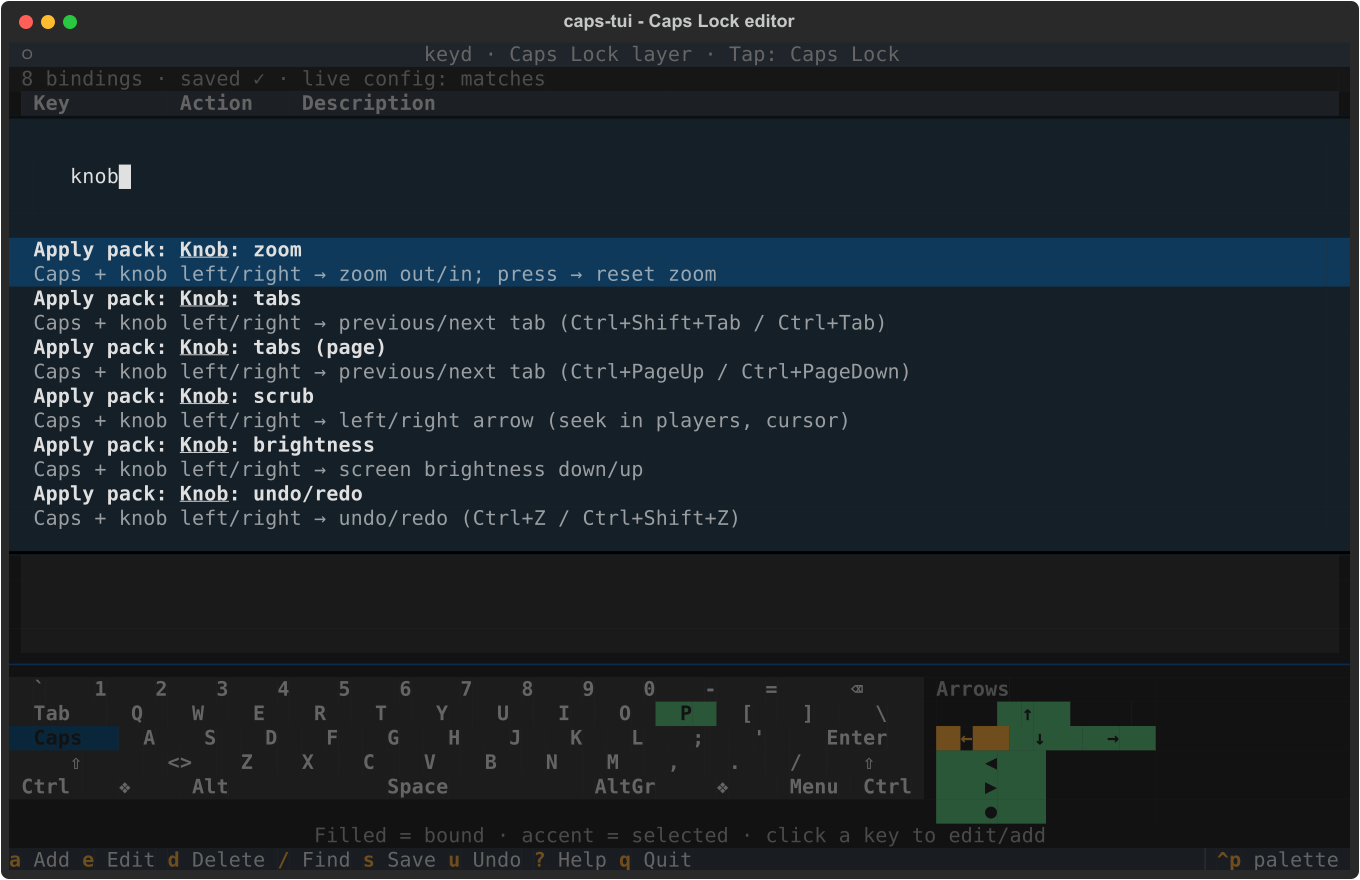 caps-tui - Caps Lock editor
○ keyd · Caps Lock layer · Tap: Caps Lock
8 bindings · saved ✓ · live config: matches
Key Action Description
knob
Apply pack: Knob: zoom
Caps + knob left/right → zoom out/in; press → reset zoom
Apply pack: Knob: tabs
Caps + knob left/right → previous/next tab (Ctrl+Shift+Tab / Ctrl+Tab)
Apply pack: Knob: tabs (page)
Caps + knob left/right → previous/next tab (Ctrl+PageUp / Ctrl+PageDown)
Apply pack: Knob: scrub
Caps + knob left/right → left/right arrow (seek in players, cursor)
Apply pack: Knob: brightness
Caps + knob left/right → screen brightness down/up
Apply pack: Knob: undo/redo
Caps + knob left/right → undo/redo (Ctrl+Z / Ctrl+Shift+Z)
` 1 2 3 4 5 6 7 8 9 0 - = ⌫ Arrows
Tab Q W E R T Y U I O P [ ] \ ↑
Caps A S D F G H J K L ; ' Enter ← ↓ →
⇧ <> Z X C V B N M , . / ⇧ ◀
Ctrl ❖ Alt Space AltGr ❖ Menu Ctrl ▶
●
Filled = bound · accent = selected · click a key to edit/add
a Add e Edit d Delete / Find s Save u Undo ? Help q Quit ^p palette